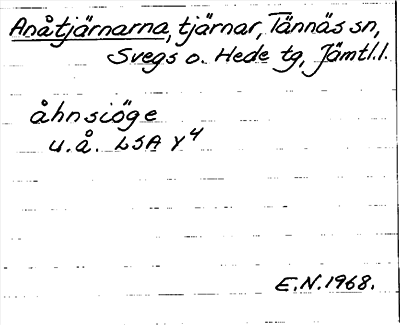 Anåtjärnarna, tjärnar, Tännäs sn,
Svegs o. Hede tg, Jämtl.l.
åhnsiöge
u.å. LSA Y4
E.N.1968.